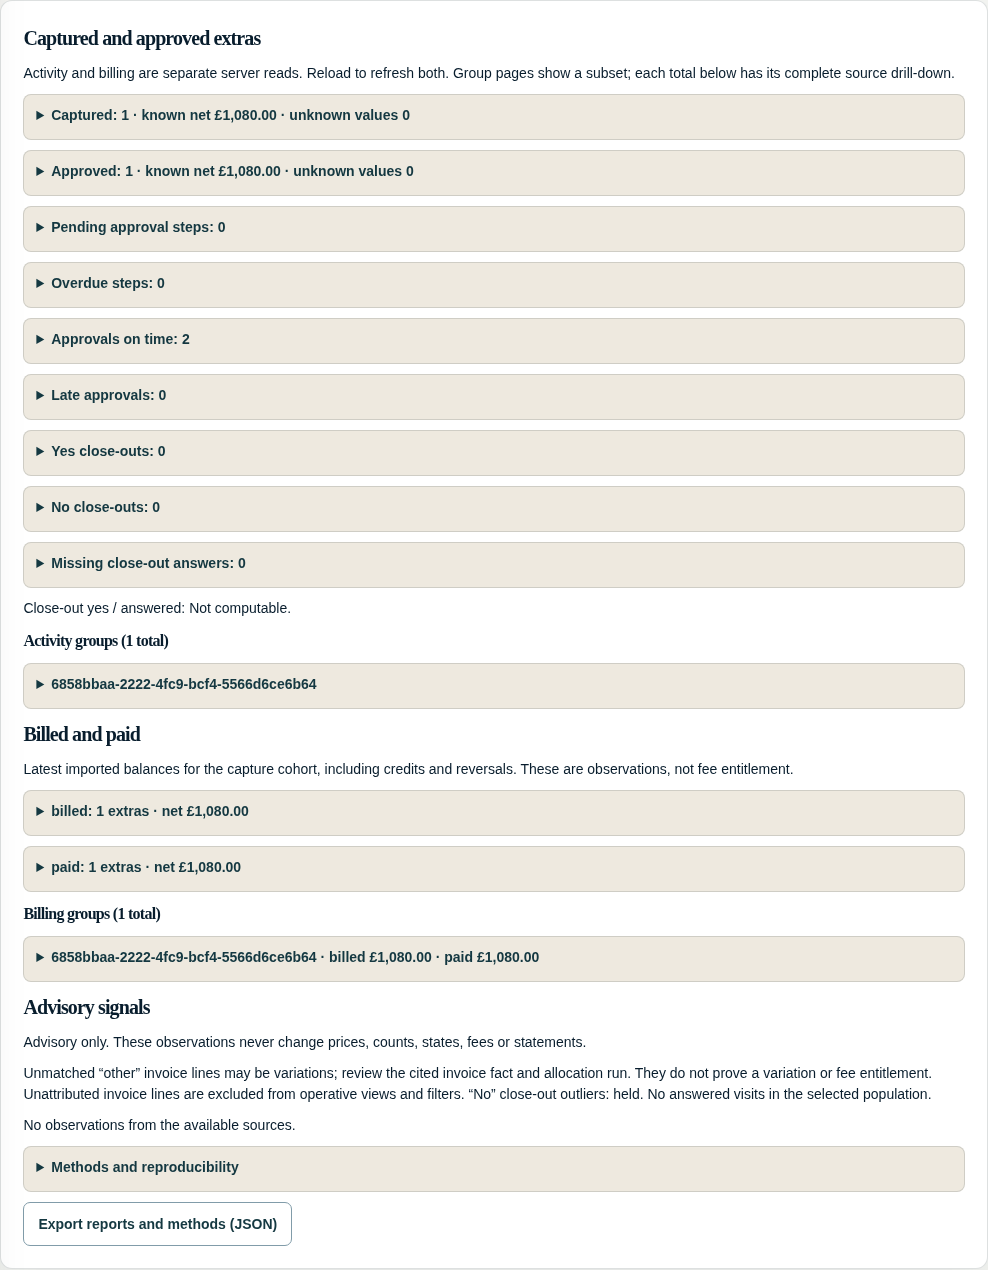 Captured and approved extras
Activity and billing are separate server reads. Reload to refresh both. Group pages show a subset; each total below has its complete source drill-down.
Captured: 1 · known net £1,080.00 · unknown values 0
Approved: 1 · known net £1,080.00 · unknown values 0
Pending approval steps: 0
Overdue steps: 0
Approvals on time: 2
Late approvals: 0
Yes close-outs: 0
No close-outs: 0
Missing close-out answers: 0
Close-out yes / answered: Not computable.
Activity groups (1 total)
6858bbaa-2222-4fc9-bcf4-5566d6ce6b64
Billed and paid
Latest imported balances for the capture cohort, including credits and reversals. These are observations, not fee entitlement.
billed: 1 extras · net £1,080.00
paid: 1 extras · net £1,080.00
Billing groups (1 total)
6858bbaa-2222-4fc9-bcf4-5566d6ce6b64 · billed £1,080.00 · paid £1,080.00
Advisory signals
Advisory only. These observations never change prices, counts, states, fees or statements.
Unmatched “other” invoice lines may be variations; review the cited invoice fact and allocation run. They do not prove a variation or fee entitlement.
Unattributed invoice lines are excluded from operative views and filters. “No” close-out outliers: held. No answered visits in the selected population.
No observations from the available sources.
Methods and reproducibility
Export reports and methods (JSON)